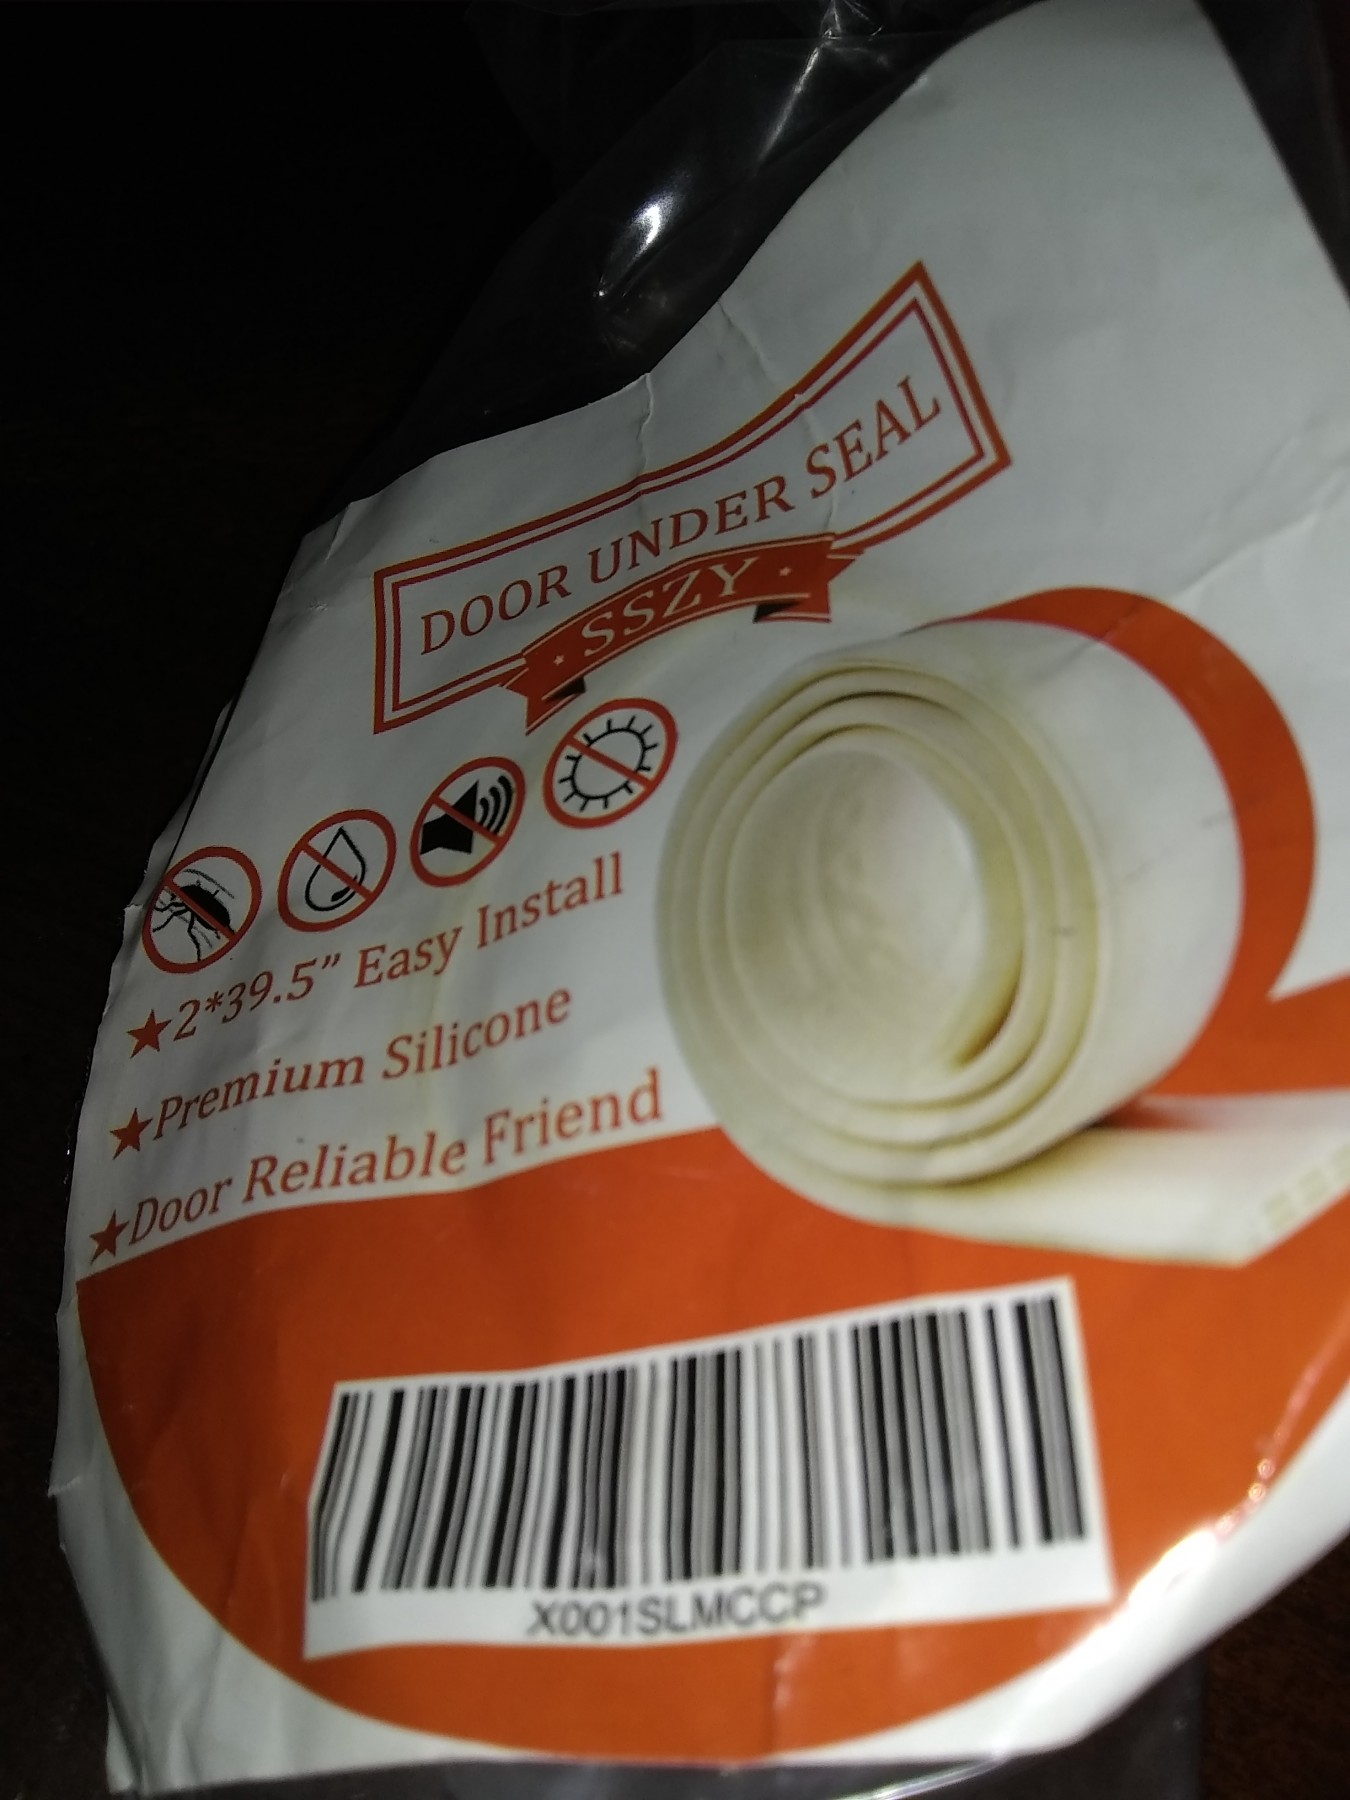 DOOR UNDER SEAL
SSZY
★2*39.5” Easy Install
★Premium Silicone
★Door Reliable Friend
X001SLMCCP